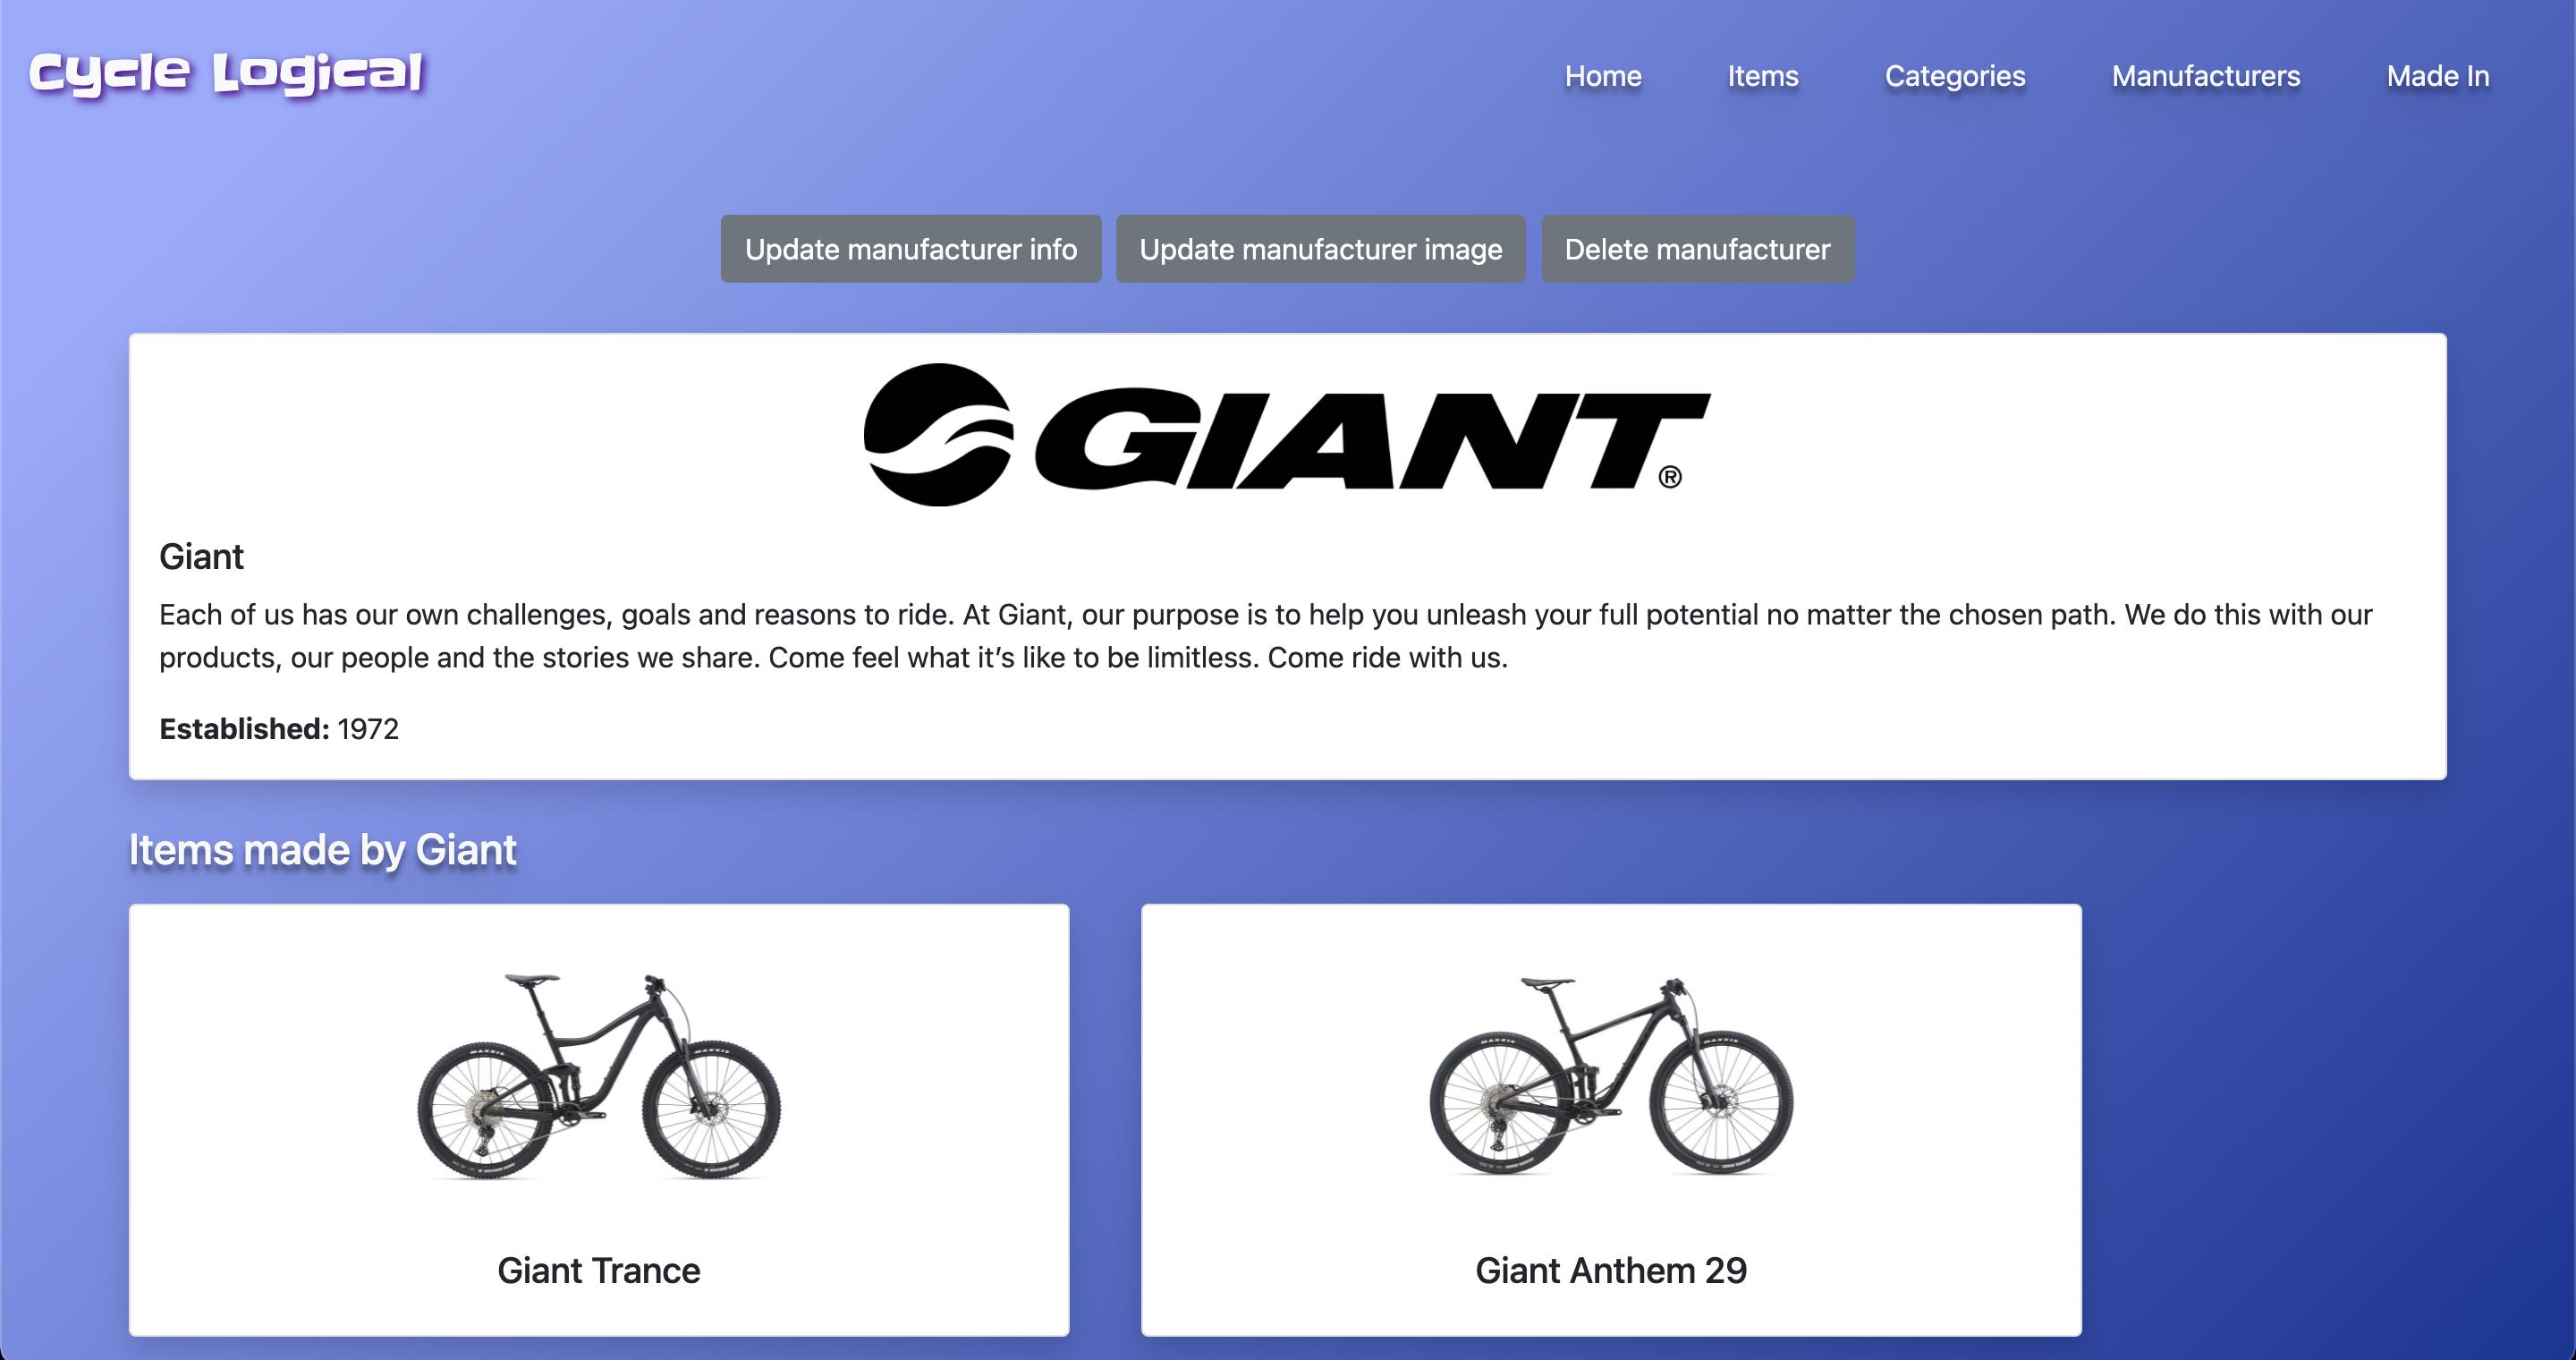 Cycle Logical
Home
Items
Categories
Manufacturers
Made In
Update manufacturer info
Update manufacturer image
Delete manufacturer
GIANT®
Giant
Each of us has our own challenges, goals and reasons to ride. At Giant, our purpose is to help you unleash your full potential no matter the chosen path. We do this with our
products, our people and the stories we share. Come feel what it’s like to be limitless. Come ride with us.
Established: 1972
Items made by Giant
MAXXIS
MAXXIS
MAXXIS
MAXXIS
Giant Trance
Giant Anthem 29